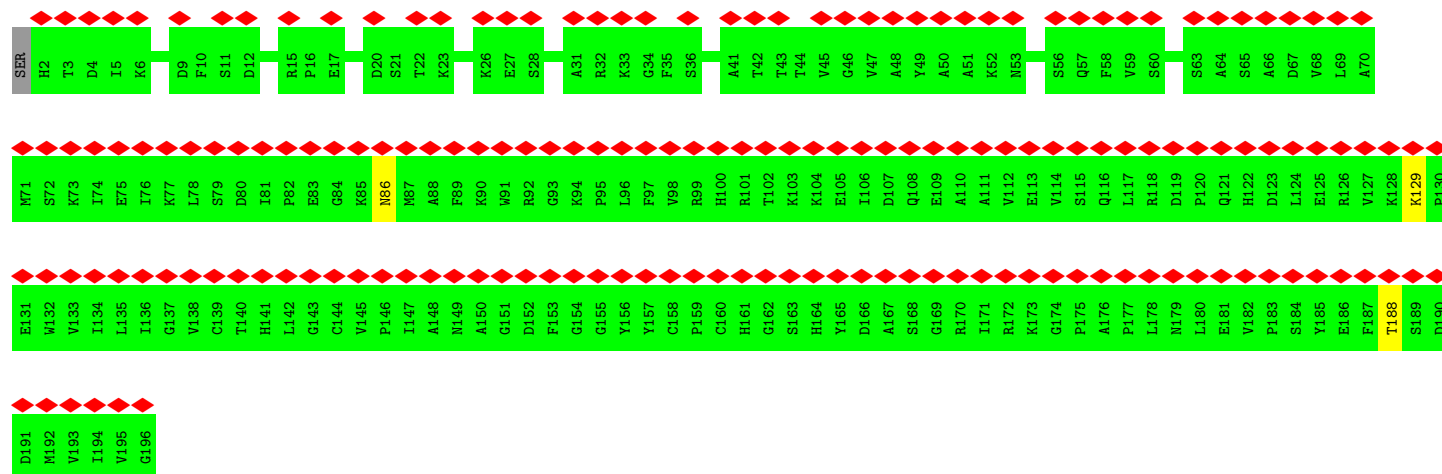 SER H2 T3 D4 I5 K6 D9 F10 S11 D12 R15 P16 E17 D20 S21 T22 K23 K26 E27 S28 A31 R32 K33 G34 F35 S36 A41 T42 T43 T44 V45 G46 V47 A48 Y49 A50 A51 K52 N53 S56 Q57 F58 V59 S60 S63 A64 S65 A66 D67 V68 L69 A70
M71 S72 K73 I74 E75 I76 K77 L78 S79 D80 I81 P82 E83 G84 K85 N86 M87 A88 F89 K90 W91 R92 G93 K94 P95 L96 F97 V98 R99 H100 R101 T102 K103 K104 E105 I106 D107 Q108 E109 A110 A111 V112 E113 V114 S115 Q116 L117 R118 D119 P120 Q121 H122 D123 L124 E125 R126 V127 K128 K129 P130
E131 W132 V133 I134 L135 I136 G137 V138 C139 T140 H141 L142 G143 C144 V145 P146 I147 A148 N149 A150 G151 D152 F153 G154 G155 Y156 Y157 C158 P159 C160 H161 G162 S163 H164 Y165 D166 A167 S168 G169 R170 I171 R172 K173 G174 P175 A176 P177 L178 N179 L180 E181 V182 P183 S184 Y185 E186 F187 T188 S189 D190
D191 M192 V193 I194 V195 G196